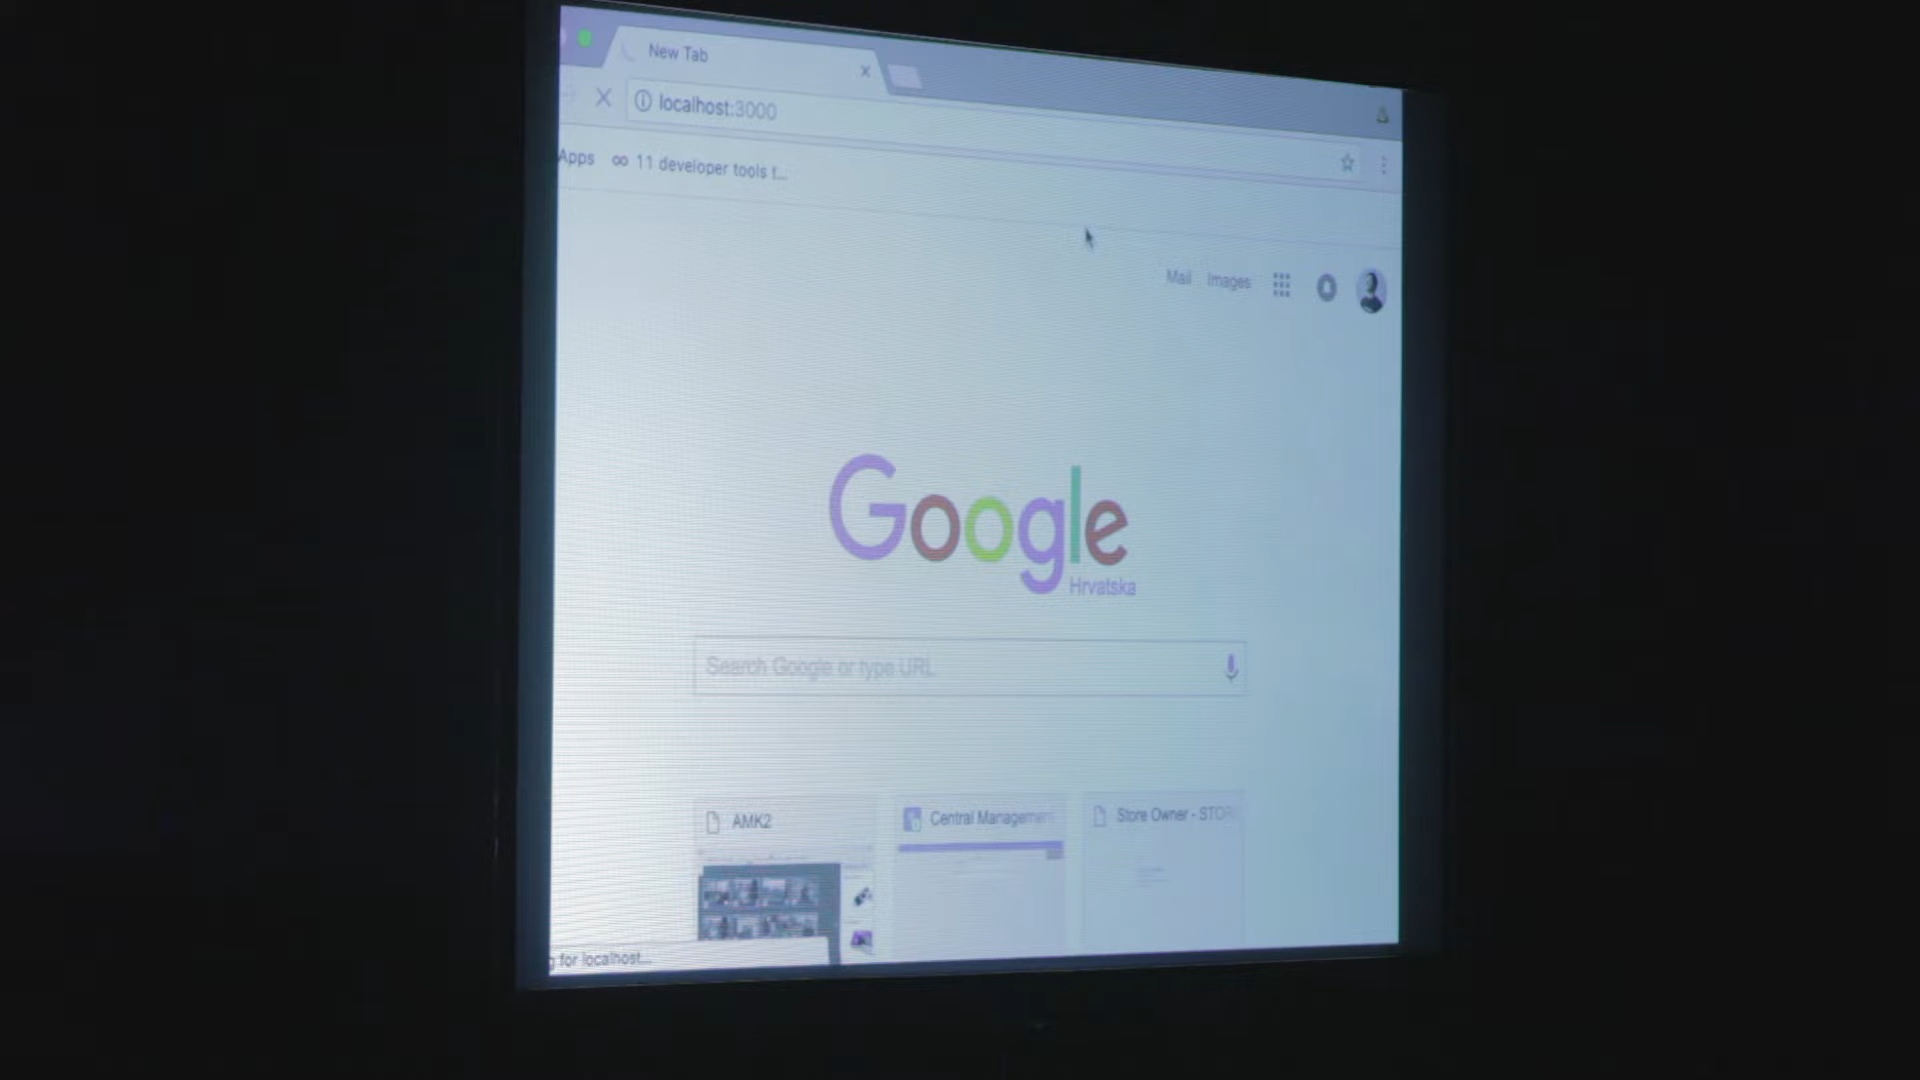 New Tab
localhost:3000
Apps 11 developer tools f...
Mail Images
Google
Hrvatska
Search Google or type URL
AMK2 Central Managemen Store Owner - STOR
g for localhost...